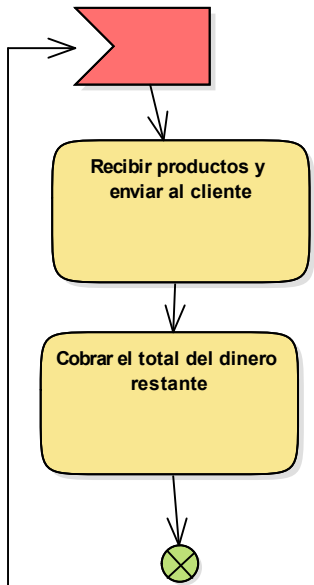 Recibir productos y
enviar al cliente
Cobrar el total del dinero
restante